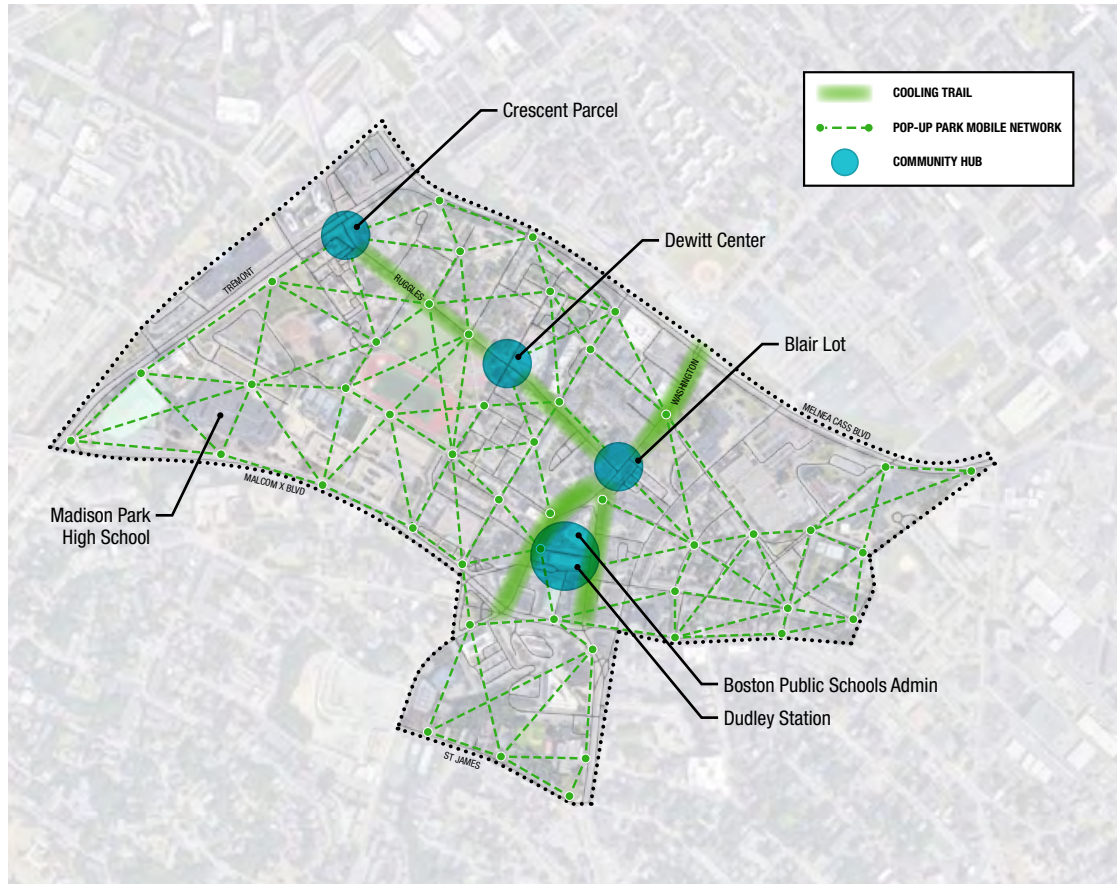 COOLING TRAIL
POP-UP PARK MOBILE NETWORK
COMMUNITY HUB
Crescent Parcel
Dewitt Center
Blair Lot
TREMONT
RUGGLES
WASHINGTON
MELNEA CASS BLVD
MALCOM X BLVD
Madison Park
High School
Boston Public Schools Admin
Dudley Station
ST JAMES